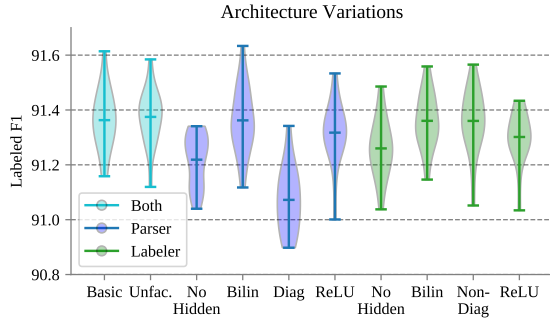 Architecture Variations
Labeled F1
91.6
91.4
91.2
91.0
90.8
Both
Parser
Labeler
Basic Unfac. No Hidden Bilin Diag ReLU No Hidden Bilin Non-Diag ReLU